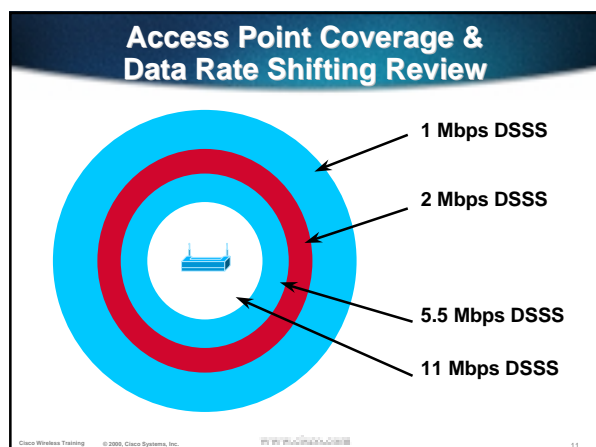 Access Point Coverage &
Data Rate Shifting Review
1 Mbps DSSS
2 Mbps DSSS
5.5 Mbps DSSS
11 Mbps DSSS
Cisco Wireless Training © 2000, Cisco Systems, Inc. 11